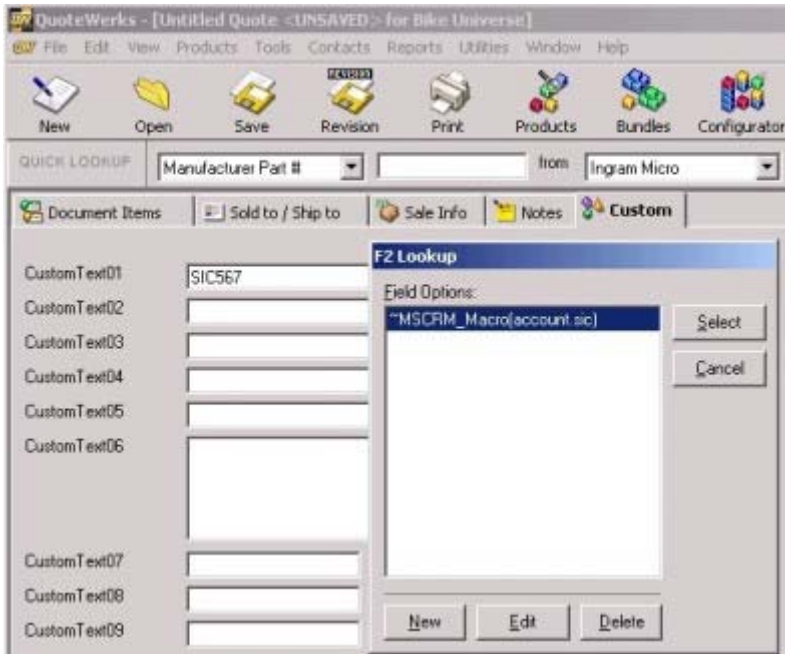 QuoteWerks - [Untitled Quote <UNSAVED> for Bike Universe]
File Edit View Products Tools Contacts Reports Utilities Window Help
REVISION
New Open Save Revision Print Products Bundles Configurator
QUICK LOOKUP Manufacturer Part # from Ingram Micro
Document Items Sold to / Ship to Sale Info Notes Custom
F2 Lookup
CustomText01 SIC567
Field Options:
CustomText02
~MSCRM_Macro(account.sic) Select
CustomText03
CustomText04 Cancel
CustomText05
CustomText06
CustomText07
CustomText08
New Edit Delete
CustomText09